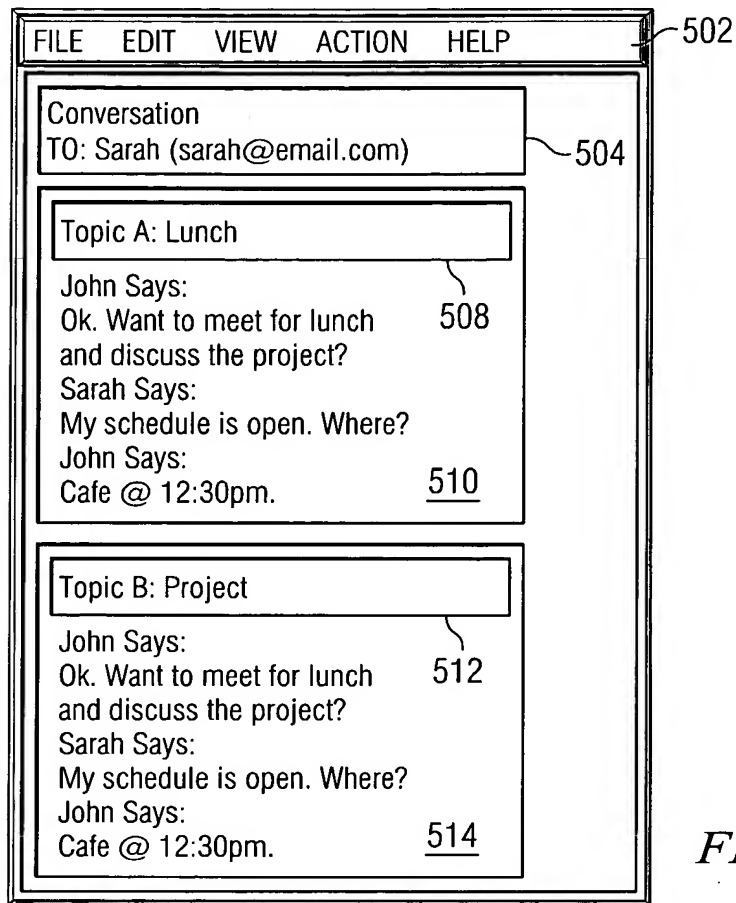 FILE EDIT VIEW ACTION HELP
502
Conversation
TO: Sarah (sarah@email.com)
504
Topic A: Lunch
508
John Says:
Ok. Want to meet for lunch
and discuss the project?
Sarah Says:
My schedule is open. Where?
John Says:
Cafe @ 12:30pm.
510
Topic B: Project
512
John Says:
Ok. Want to meet for lunch
and discuss the project?
Sarah Says:
My schedule is open. Where?
John Says:
Cafe @ 12:30pm.
514